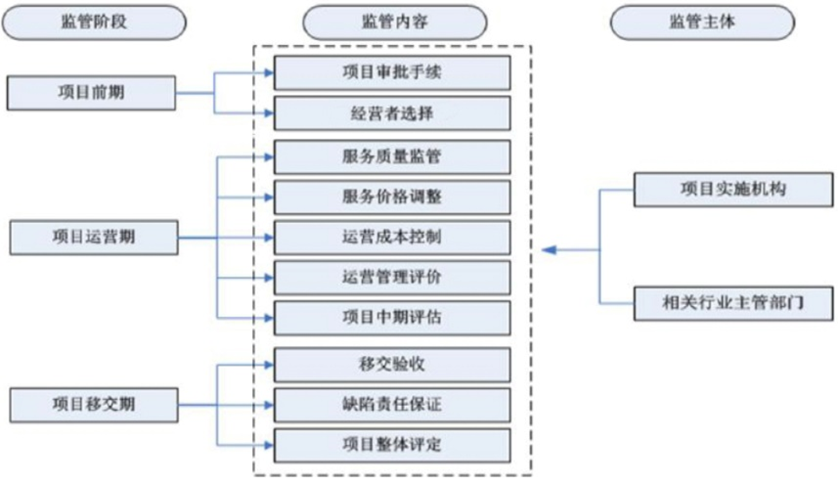 监管阶段
监管内容
监管主体
项目前期
项目审批手续
经营者选择
项目运营期
服务质量监管
服务价格调整
运营成本控制
运营管理评价
项目中期评估
项目移交期
移交验收
缺陷责任保证
项目整体评定
项目实施机构
相关行业主管部门